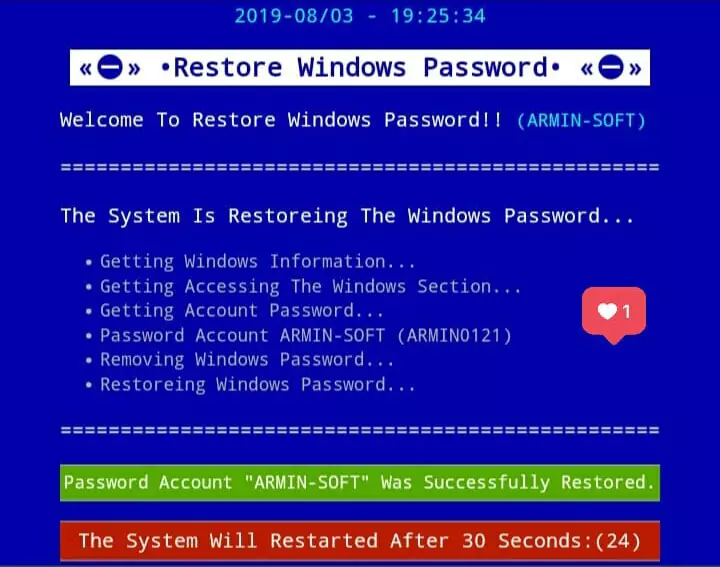 2019-08/03 - 19:25:34
«⛔» •Restore Windows Password• «⛔»
Welcome To Restore Windows Password!! (ARMIN-SOFT)
==================================================
The System Is Restoreing The Windows Password...
• Getting Windows Information...
• Getting Accessing The Windows Section...
• Getting Account Password...
• Password Account ARMIN-SOFT (ARMIN0121)
• Removing Windows Password...
• Restoreing Windows Password...
1
==================================================
Password Account "ARMIN-SOFT" Was Successfully Restored.
The System Will Restarted After 30 Seconds:(24)